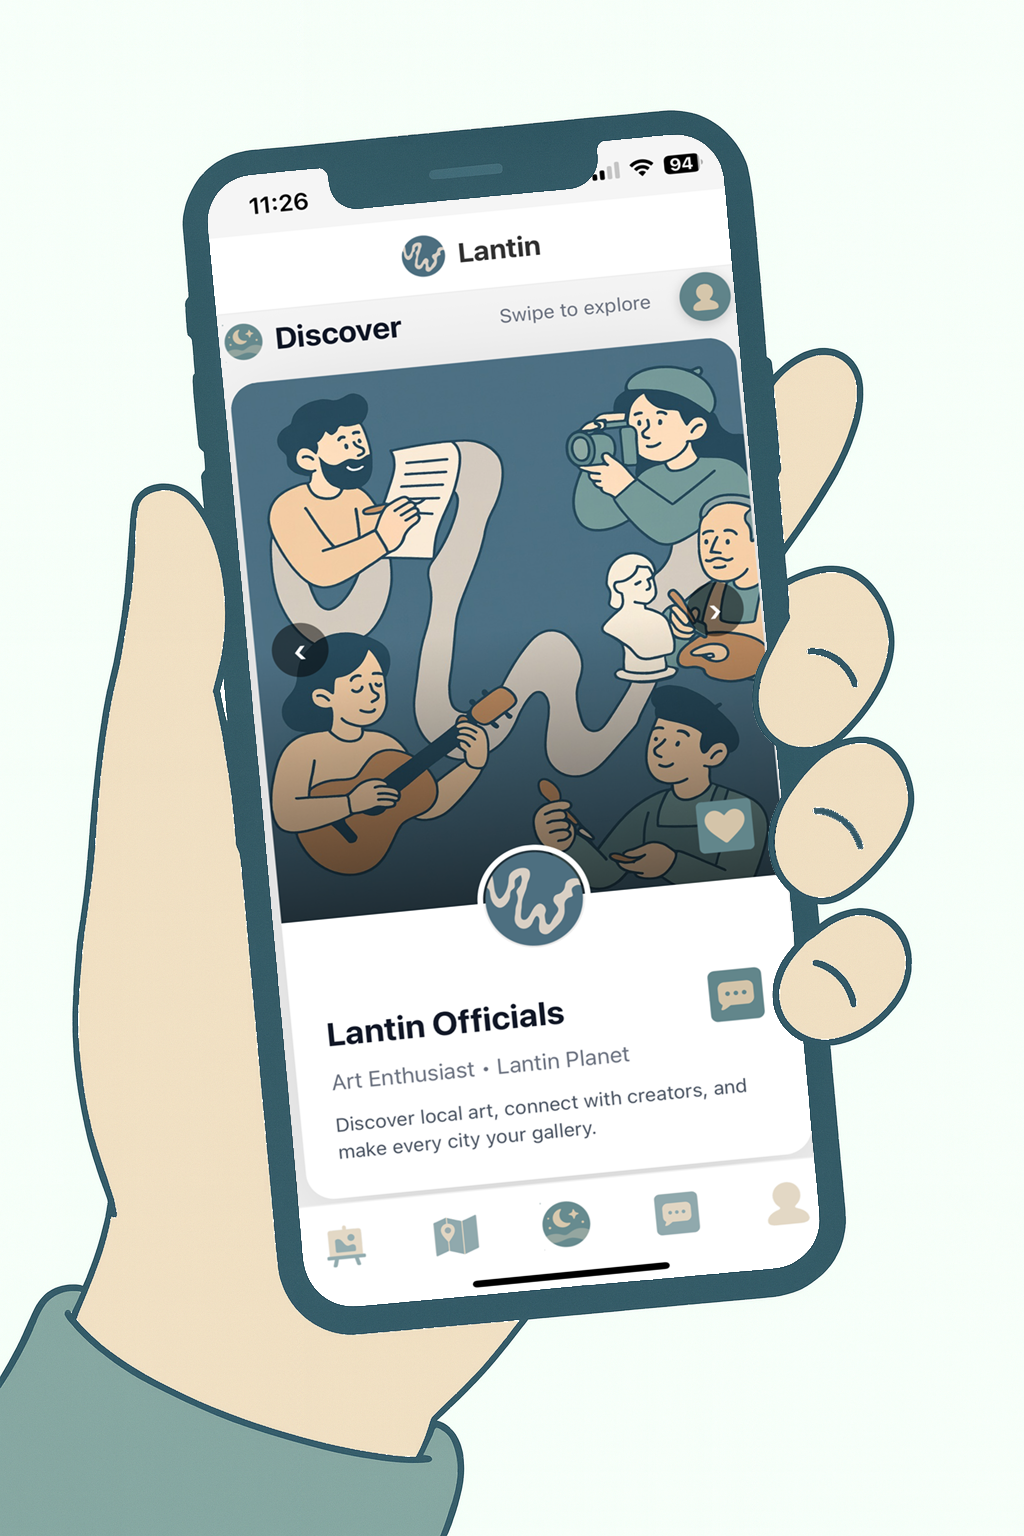 11:26
94
Lantin
Discover
Swipe to explore
Lantin Officials
Art Enthusiast • Lantin Planet
Discover local art, connect with creators, and
make every city your gallery.